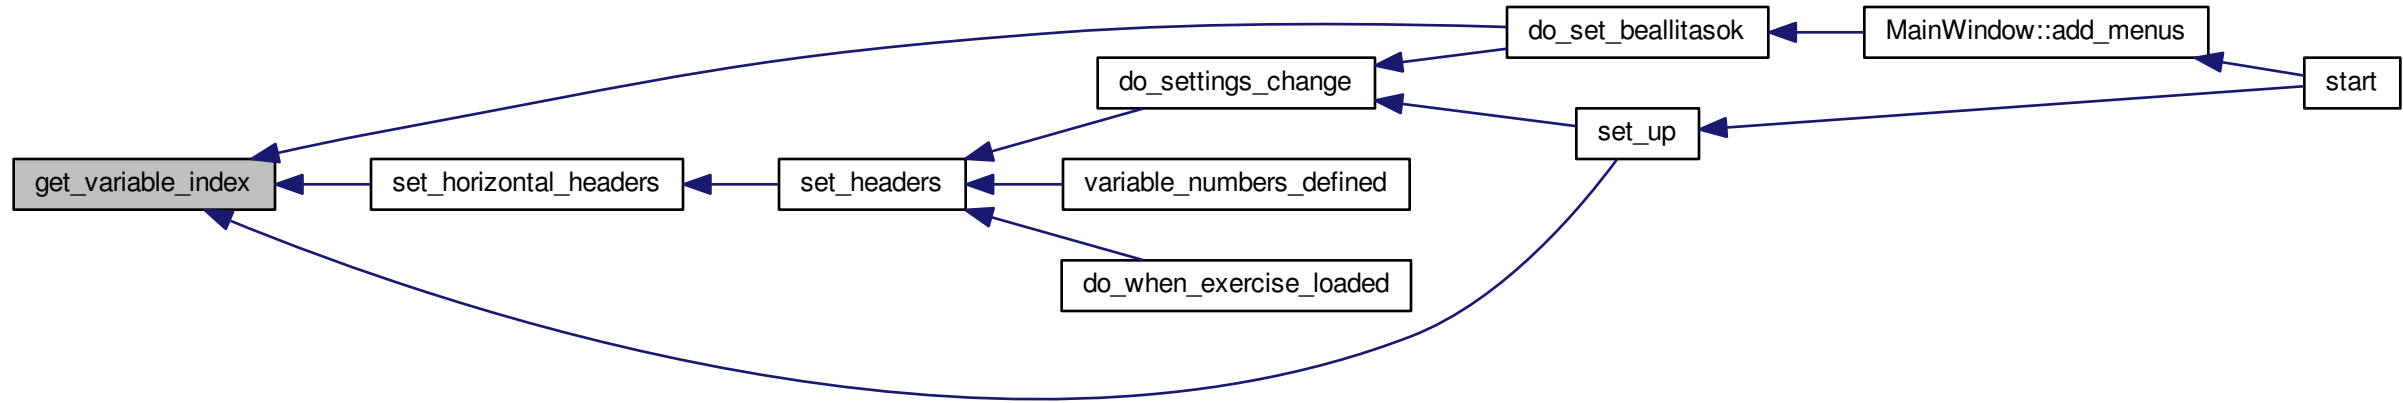 do_set_beallitasok
MainWindow::add_menus
do_settings_change
start
set_up
get_variable_index
set_horizontal_headers
set_headers
variable_numbers_defined
do_when_exercise_loaded